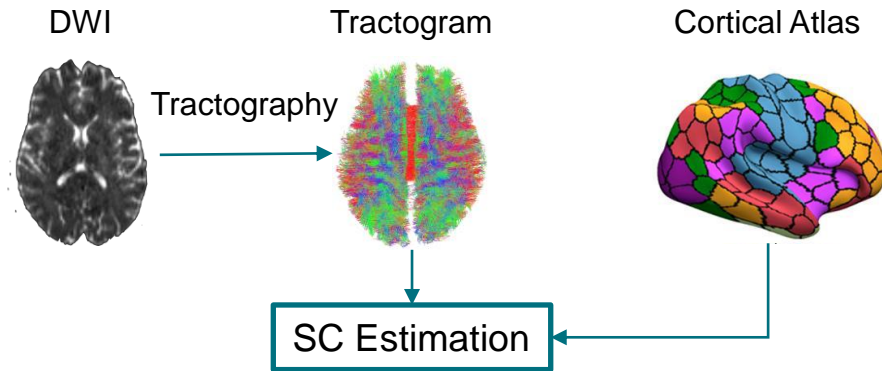 DWI
Tractogram
Cortical Atlas
Tractography
SC Estimation